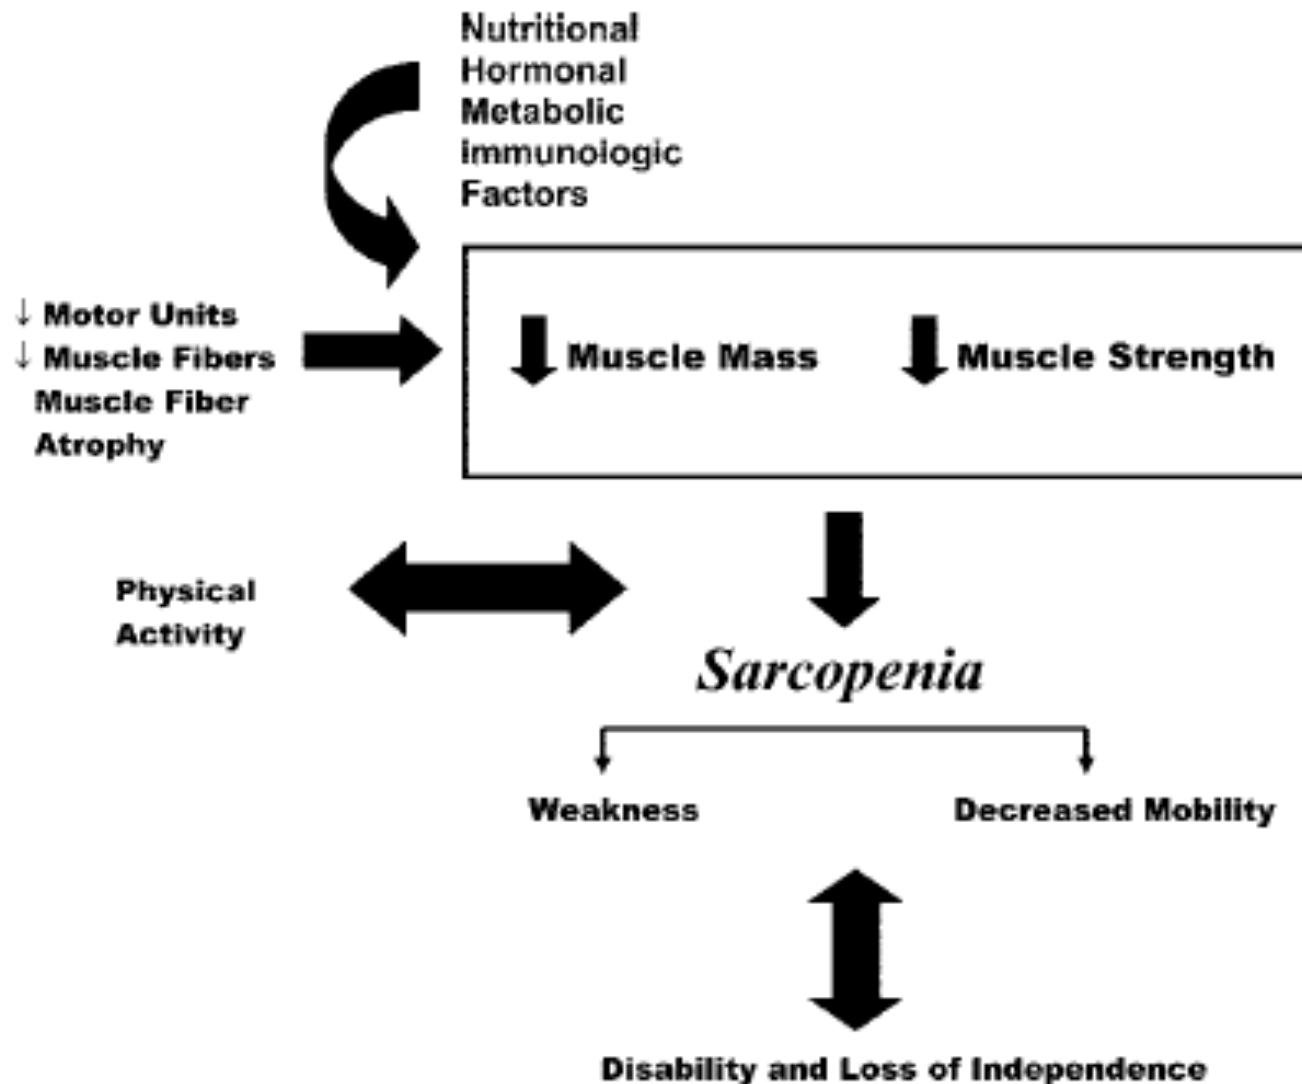 Nutritional
Hormonal
Metabolic
Immunologic
Factors
↓ Motor Units
↓ Muscle Fibers
Muscle Fiber
Atrophy
Muscle Mass
Muscle Strength
Physical
Activity
Sarcopenia
Weakness
Decreased Mobility
Disability and Loss of Independence